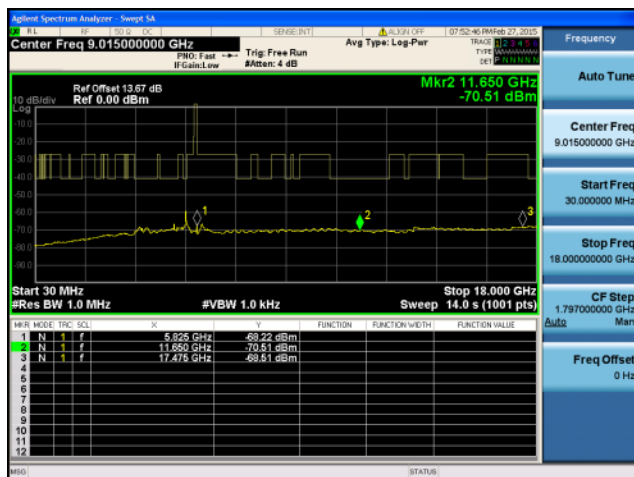 Agilent Spectrum Analyzer - Swept SA
RL RF 50 Ω DC SENSE:INT ALIGN OFF 07:52:46 PM Feb 27, 2015
Center Freq 9.015000000 GHz
PNO: Fast
IFGain:Low
Trig: Free Run
#Atten: 4 dB
Avg Type: Log-Pwr
TRACE 1 2 3 4 5 6
TYPE
DET P N N N N N
Mkr2 11.650 GHz
-70.51 dBm
Ref Offset 13.67 dB
10 dB/div Ref 0.00 dBm
Log
-10.0
-20.0
-30.0
-40.0
-50.0
-60.0
-70.0
-80.0
-90.0
1
2
3
Start 30 MHz
Stop 18.000 GHz
#Res BW 1.0 MHz
#VBW 1.0 kHz
Sweep 14.0 s (1001 pts)
MKR MODE TRC SCL X Y FUNCTION FUNCTION WIDTH FUNCTION VALUE
1 N 1 f 5.825 GHz -68.22 dBm
2 N 1 f 11.650 GHz -70.51 dBm
3 N 1 f 17.475 GHz -68.51 dBm
4
5
6
7
8
9
10
11
12
MSG STATUS
Frequency
Auto Tune
Center Freq
9.015000000 GHz
Start Freq
30.000000 MHz
Stop Freq
18.000000000 GHz
CF Step
1.797000000 GHz
Auto Man
Freq Offset
0 Hz